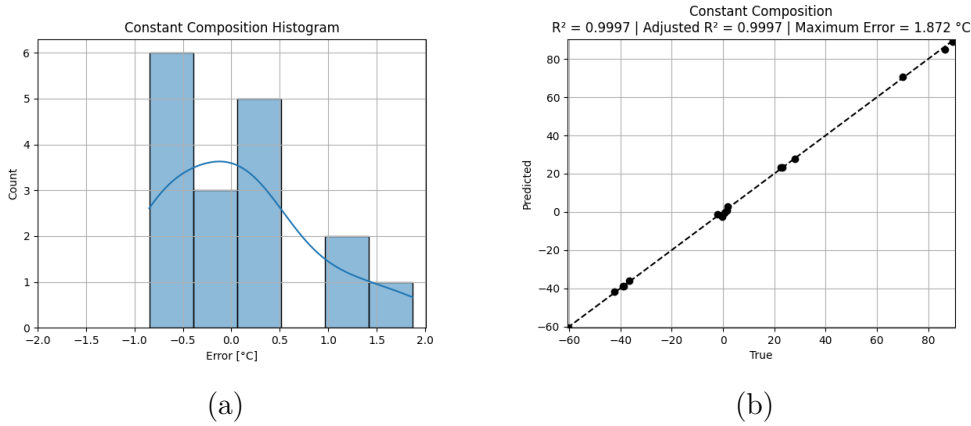 Constant Composition Histogram
6
5
4
3
2
1
0
Count
−2.0 −1.5 −1.0 −0.5 0.0 0.5 1.0 1.5 2.0
Error [°C]
(a)
Constant Composition
R² = 0.9997 | Adjusted R² = 0.9997 | Maximum Error = 1.872 °C
80
60
40
20
0
−20
−40
−60
Predicted
−60 −40 −20 0 20 40 60 80
True
(b)